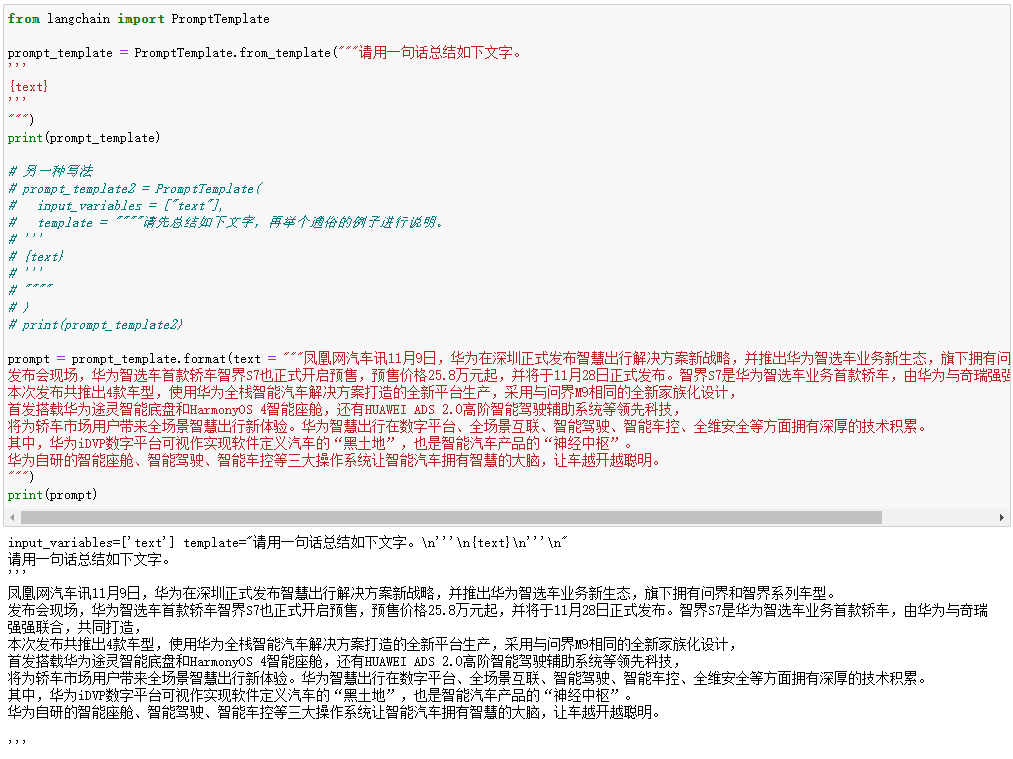 from langchain import PromptTemplate
prompt_template = PromptTemplate.from_template("""请用一句话总结如下文字。
'''
{text}
'''
""")
print(prompt_template)
# 另一种写法
# prompt_template2 = PromptTemplate(
#   input_variables = ["text"],
#   template = """"请先总结如下文字，再举个通俗的例子进行说明。
# '''
# {text}
# '''
# """"
# )
# print(prompt_template2)
prompt = prompt_template.format(text = """凤凰网汽车讯11月9日，华为在深圳正式发布智慧出行解决方案新战略，并推出华为智选车业务新生态，旗下拥有问
发布会现场，华为智选车首款轿车智界S7也正式开启预售，预售价格25.8万元起，并将于11月28日正式发布。智界S7是华为智选车业务首款轿车，由华为与奇瑞强强
本次发布共推出4款车型，使用华为全栈智能汽车解决方案打造的全新平台生产，采用与问界M9相同的全新家族化设计，
首发搭载华为途灵智能底盘和HarmonyOS 4智能座舱，还有HUAWEI ADS 2.0高阶智能驾驶辅助系统等领先科技，
将为轿车市场用户带来全场景智慧出行新体验。华为智慧出行在数字平台、全场景互联、智能驾驶、智能车控、全维安全等方面拥有深厚的技术积累。
其中，华为iDVP数字平台可视作实现软件定义汽车的“黑土地”，也是智能汽车产品的“神经中枢”。
华为自研的智能座舱、智能驾驶、智能车控等三大操作系统让智能汽车拥有智慧的大脑，让车越开越聪明。
""")
print(prompt)
input_variables=['text'] template="请用一句话总结如下文字。\n'''\n{text}\n'''\n"
请用一句话总结如下文字。
'''
凤凰网汽车讯11月9日，华为在深圳正式发布智慧出行解决方案新战略，并推出华为智选车业务新生态，旗下拥有问界和智界系列车型。
发布会现场，华为智选车首款轿车智界S7也正式开启预售，预售价格25.8万元起，并将于11月28日正式发布。智界S7是华为智选车业务首款轿车，由华为与奇瑞
强强联合，共同打造，
本次发布共推出4款车型，使用华为全栈智能汽车解决方案打造的全新平台生产，采用与问界M9相同的全新家族化设计，
首发搭载华为途灵智能底盘和HarmonyOS 4智能座舱，还有HUAWEI ADS 2.0高阶智能驾驶辅助系统等领先科技，
将为轿车市场用户带来全场景智慧出行新体验。华为智慧出行在数字平台、全场景互联、智能驾驶、智能车控、全维安全等方面拥有深厚的技术积累。
其中，华为iDVP数字平台可视作实现软件定义汽车的“黑土地”，也是智能汽车产品的“神经中枢”。
华为自研的智能座舱、智能驾驶、智能车控等三大操作系统让智能汽车拥有智慧的大脑，让车越开越聪明。
'''